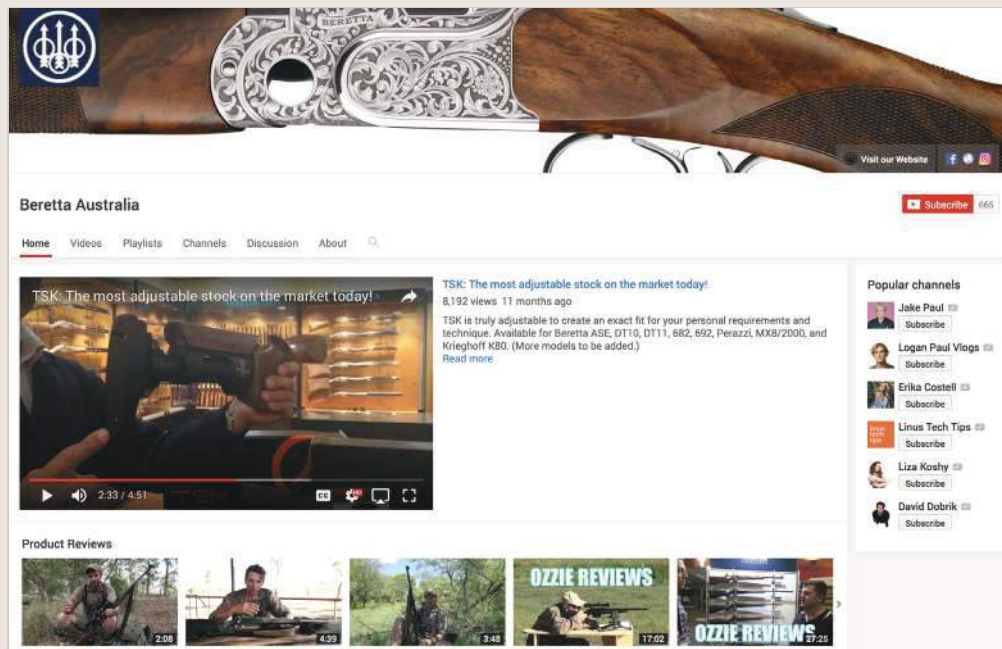 BERETTA
Visit our Website
Beretta Australia
Subscribe 665
Home Videos Playlists Channels Discussion About
TSK: The most adjustable stock on the market today!
2:33 / 4:51
CC
HD
TSK: The most adjustable stock on the market today!
8,192 views 11 months ago
TSK is truly adjustable to create an exact fit for your personal requirements and
technique. Available for Beretta ASE, DT10, DT11, 682, 692, Perazzi, MX8/2000, and
Krieghoff K80. (More models to be added.)
Read more
Popular channels
Jake Paul
Subscribe
Logan Paul Vlogs
Subscribe
Erika Costell
Subscribe
linus
tech
tips
Linus Tech Tips
Subscribe
Liza Koshy
Subscribe
David Dobrik
Subscribe
Product Reviews
2:08
4:39
3:48
OZZIE REVIEWS
17:02
OZZIE REVIEWS
27:25